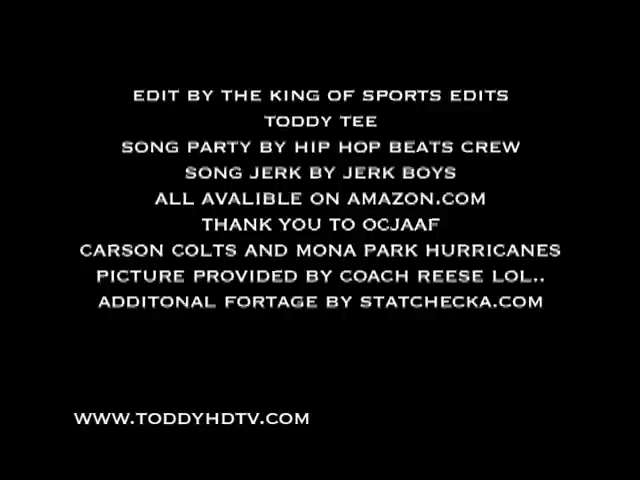 EDIT BY THE KING OF SPORTS EDITS
TODDY TEE
SONG PARTY BY HIP HOP BEATS CREW
SONG JERK BY JERK BOYS
ALL AVALIBLE ON AMAZON.COM
THANK YOU TO OCJAAF
CARSON COLTS AND MONA PARK HURRICANES
PICTURE PROVIDED BY COACH REESE LOL..
ADDITONAL FORTAGE BY STATCHECKA.COM
WWW.TODDYHDTV.COM